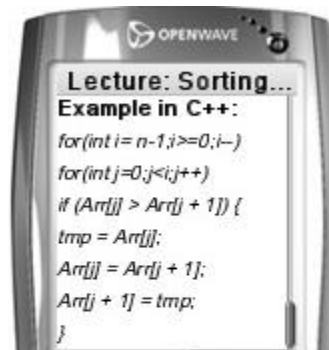 OPENWAVE
Lecture: Sorting...
Example in C++:
for(int i= n-1;i>=0;i--)
for(int j=0;j<i;j++)
if (Arr[j] > Arr[j + 1]) {
tmp = Arr[j];
Arr[j] = Arr[j + 1];
Arr[j + 1] = tmp;
}